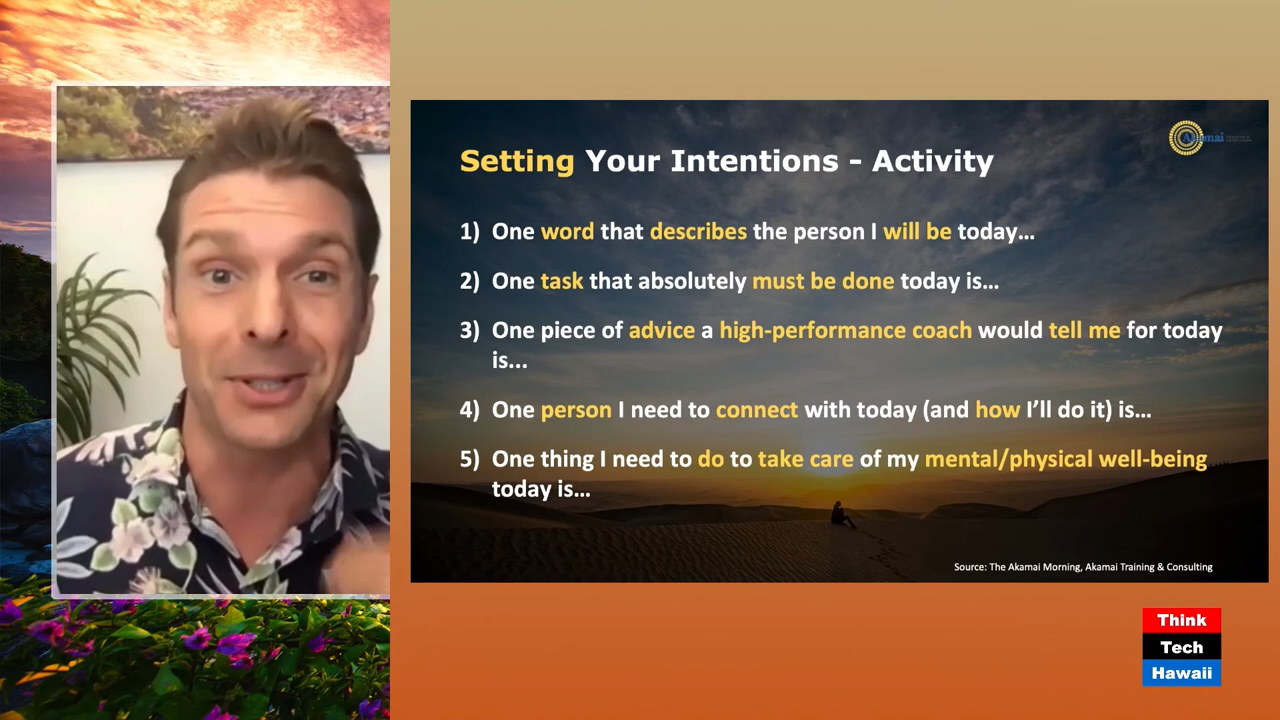 Akamai
Setting Your Intentions - Activity
1) One word that describes the person I will be today...
2) One task that absolutely must be done today is...
3) One piece of advice a high-performance coach would tell me for today
is...
4) One person I need to connect with today (and how I'll do it) is...
5) One thing I need to do to take care of my mental/physical well-being
today is...
Source: The Akamai Morning, Akamai Training & Consulting
Think
Tech
Hawaii